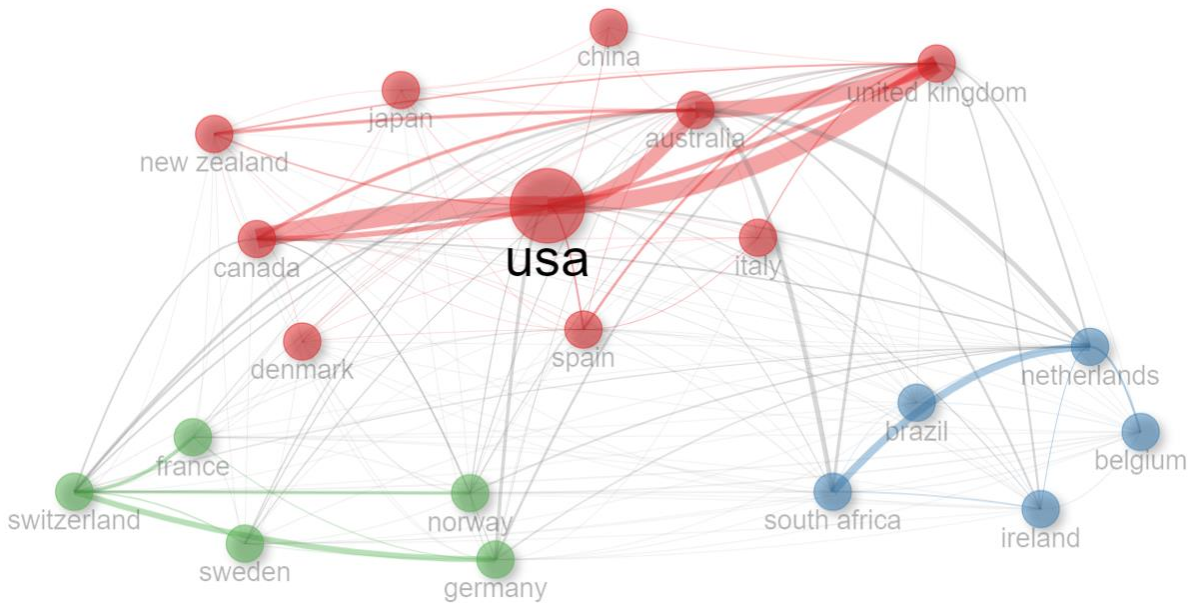 china
united kingdom
japan
australia
new zealand
usa
canada
italy
spain
denmark
netherlands
brazil
france
belgium
switzerland
norway
south africa
ireland
sweden
germany